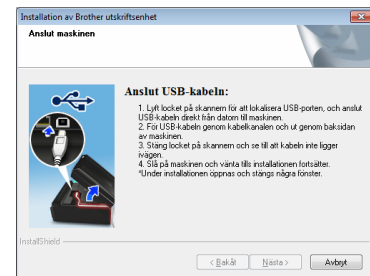 Installation av Brother utskriftsenhet
Anslut maskinen
Anslut USB-kabeln:
1. Lyft locket på skannern för att lokalisera USB-porten, och anslut
USB-kabeln direkt från datorn till maskinen.
2. För USB-kabeln genom kabelkanalen och ut genom baksidan
av maskinen.
3. Stäng locket på skannern och se till att kabeln inte ligger
ivägen.
4. Slå på maskinen och vänta tills installationen fortsätter.
*Under installationen öppnas och stängs några fönster.
InstallShield
< Bakåt
Nästa >
Avbryt